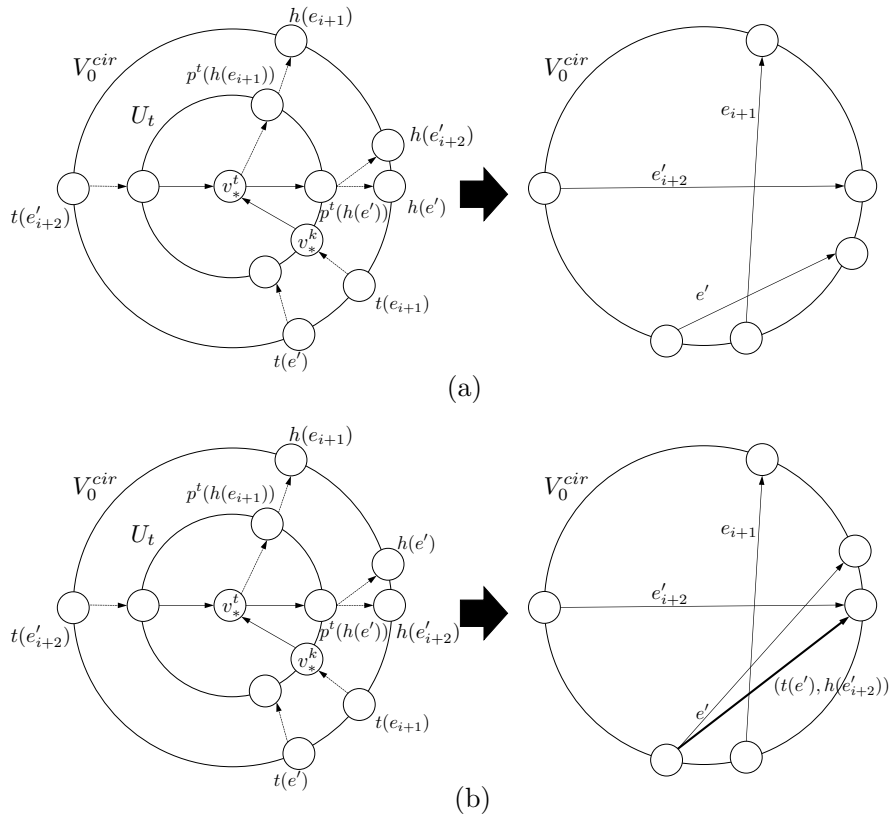 h(e_{i+1})
V_0^{cir}
V_0^{cir}
p^t(h(e_{i+1}))
U_t
e_{i+1}
h(e'_{i+2})
v_*^t
e'_{i+2}
t(e'_{i+2})
p^t(h(e'))
h(e')
v_*^k
e'
t(e_{i+1})
t(e')
(a)
h(e_{i+1})
V_0^{cir}
V_0^{cir}
p^t(h(e_{i+1}))
U_t
e_{i+1}
h(e')
v_*^t
e'_{i+2}
t(e'_{i+2})
p^t(h(e'))
h(e'_{i+2})
v_*^k
(t(e'), h(e'_{i+2}))
e'
t(e_{i+1})
t(e')
(b)